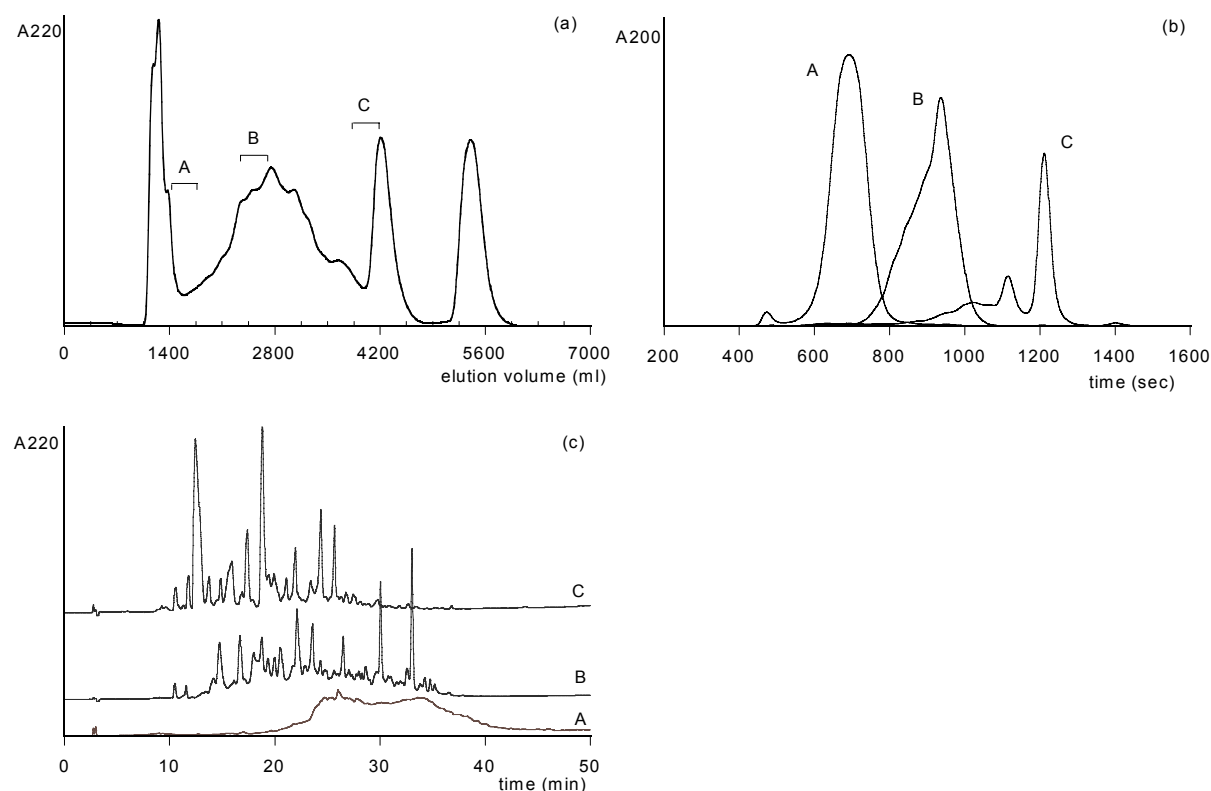 A220
(a)
A
B
C
0 1400 2800 4200 5600 7000
elution volume (ml)
A200
(b)
A
B
C
200 400 600 800 1000 1200 1400 1600
time (sec)
A220
(c)
C
B
A
0 10 20 30 40 50
time (min)